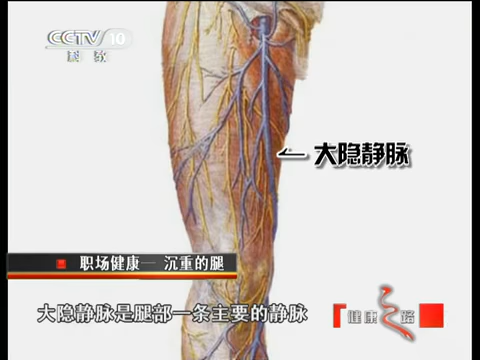 CCTV 10
科教
大隐静脉
职场健康— 沉重的腿
大隐静脉是腿部一条主要的静脉
健康之路